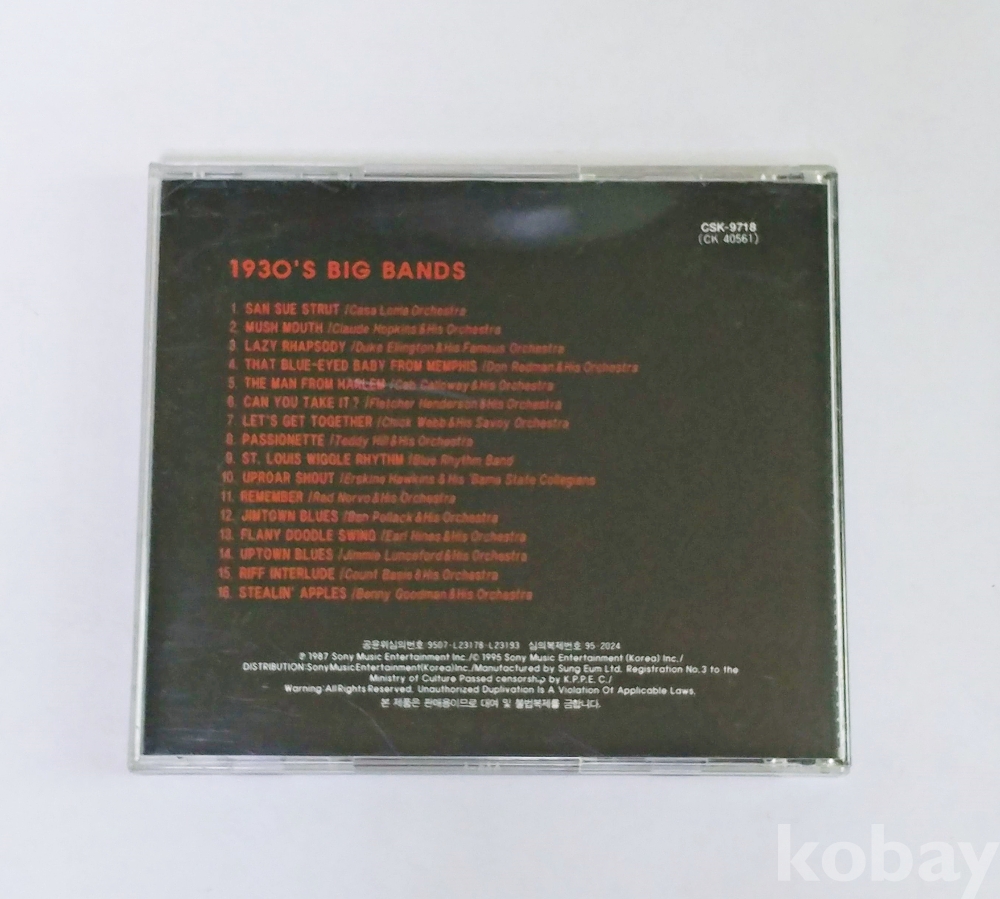 CSK-9718
(CK 40561)
1930'S BIG BANDS
1. SAN SUE STRUT /Casa Loma Orchestra
2. MUSH MOUTH /Claude Hopkins & His Orchestra
3. LAZY RHAPSODY /Duke Ellington & His Famous Orchestra
4. THAT BLUE-EYED BABY FROM MEMPHIS /Don Redman & His Orchestra
5. THE MAN FROM HARLEM /Cab Calloway & His Orchestra
6. CAN YOU TAKE IT? /Fletcher Henderson & His Orchestra
7. LET'S GET TOGETHER /Chick Webb & His Savoy Orchestra
8. PASSIONETTE /Teddy Hill & His Orchestra
9. ST. LOUIS WIGGLE RHYTHM /Blue Rhythm Band
10. UPROAR SHOUT /Erskine Hawkins & His 'Bama State Collegians
11. REMEMBER /Red Norvo & His Orchestra
12. JIMTOWN BLUES /Ben Pollack & His Orchestra
13. FLANY DOODLE SWING /Earl Hines & His Orchestra
14. UPTOWN BLUES /Jimmie Lunceford & His Orchestra
15. RIFF INTERLUDE /Count Basie & His Orchestra
16. STEALIN' APPLES /Benny Goodman & His Orchestra
공윤위심의번호 9507-L23178-L23193 심의복제번호 95-2024
℗ 1987 Sony Music Entertainment Inc./© 1995 Sony Music Entertainment (Korea) Inc./
DISTRIBUTION:Sony Music Entertainment(Korea)Inc./Manufactured by Sung Eum Ltd. Registration No.3 to the
Ministry of Culture Passed censorship by K.P.P.E.C./
Warning:All Rights Reserved. Unauthorized Duplivation Is A Violation Of Applicable Laws.
본 제품은 판매용이므로 대여 및 불법복제를 금합니다.
kobay